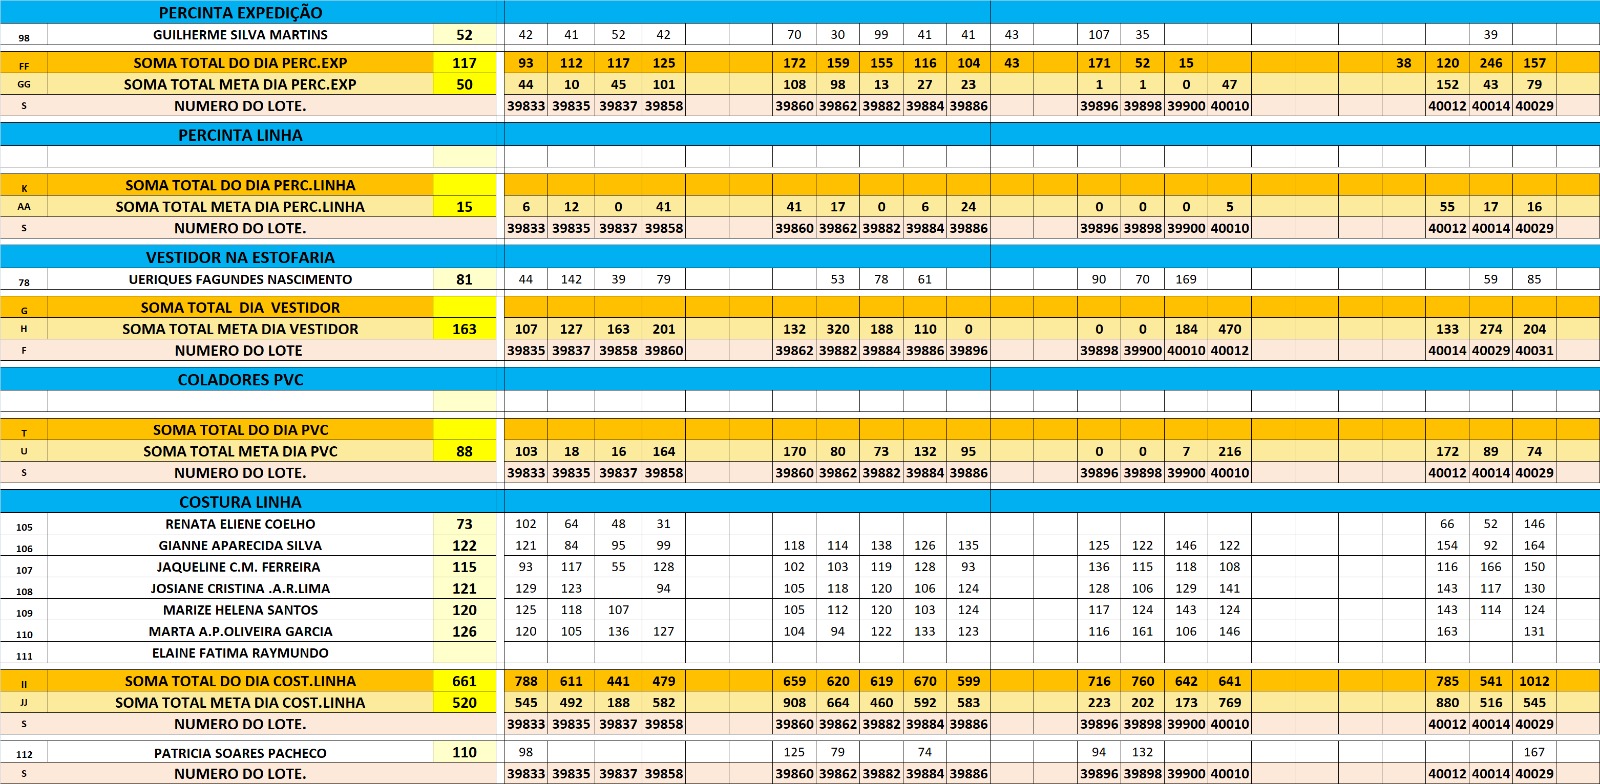 PERCINTA EXPEDIÇÃO
98 GUILHERME SILVA MARTINS 52 42 41 52 42 70 30 99 41 41 43 107 35 39
FF SOMA TOTAL DO DIA PERC.EXP 117 93 112 117 125 172 159 155 116 104 43 171 52 15 38 120 246 157
GG SOMA TOTAL META DIA PERC.EXP 50 44 10 45 101 108 98 13 27 23 1 1 0 47 152 43 79
S NUMERO DO LOTE. 39833 39835 39837 39858 39860 39862 39882 39884 39886 39896 39898 39900 40010 40012 40014 40029
PERCINTA LINHA
K SOMA TOTAL DO DIA PERC.LINHA
AA SOMA TOTAL META DIA PERC.LINHA 15 6 12 0 41 41 17 0 6 24 0 0 0 5 55 17 16
S NUMERO DO LOTE. 39833 39835 39837 39858 39860 39862 39882 39884 39886 39896 39898 39900 40010 40012 40014 40029
VESTIDOR NA ESTOFARIA
78 UERIQUES FAGUNDES NASCIMENTO 81 44 142 39 79 53 78 61 90 70 169 59 85
G SOMA TOTAL DIA VESTIDOR
H SOMA TOTAL META DIA VESTIDOR 163 107 127 163 201 132 320 188 110 0 0 0 184 470 133 274 204
F NUMERO DO LOTE 39835 39837 39858 39860 39862 39882 39884 39886 39896 39898 39900 40010 40012 40014 40029 40031
COLADORES PVC
T SOMA TOTAL DO DIA PVC
U SOMA TOTAL META DIA PVC 88 103 18 16 164 170 80 73 132 95 0 0 7 216 172 89 74
S NUMERO DO LOTE. 39833 39835 39837 39858 39860 39862 39882 39884 39886 39896 39898 39900 40010 40012 40014 40029
COSTURA LINHA
105 RENATA ELIENE COELHO 73 102 64 48 31 66 52 146
106 GIANNE APARECIDA SILVA 122 121 84 95 99 118 114 138 126 135 125 122 146 122 154 92 164
107 JAQUELINE C.M. FERREIRA 115 93 117 55 128 102 103 119 128 93 136 115 118 108 116 166 150
108 JOSIANE CRISTINA .A.R.LIMA 121 129 123 94 105 118 120 106 124 128 106 129 141 143 117 130
109 MARIZE HELENA SANTOS 120 125 118 107 105 112 120 103 124 117 124 143 124 143 114 124
110 MARTA A.P.OLIVEIRA GARCIA 126 120 105 136 127 104 94 122 133 123 116 161 106 146 163 131
111 ELAINE FATIMA RAYMUNDO
II SOMA TOTAL DO DIA COST.LINHA 661 788 611 441 479 659 620 619 670 599 716 760 642 641 785 541 1012
JJ SOMA TOTAL META DIA COST.LINHA 520 545 492 188 582 908 664 460 592 583 223 202 173 769 880 516 545
S NUMERO DO LOTE. 39833 39835 39837 39858 39860 39862 39882 39884 39886 39896 39898 39900 40010 40012 40014 40029
112 PATRICIA SOARES PACHECO 110 98 125 79 74 94 132 167
S NUMERO DO LOTE. 39833 39835 39837 39858 39860 39862 39882 39884 39886 39896 39898 39900 40010 40012 40014 40029